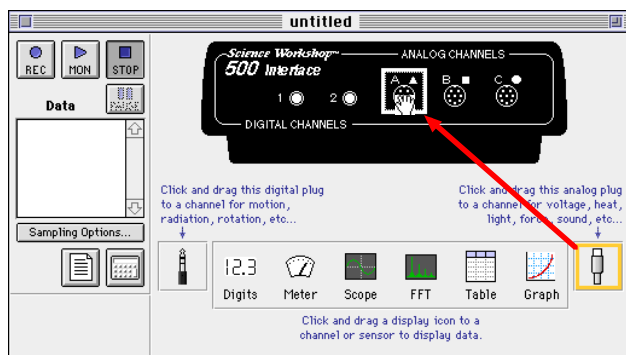 untitled
REC MON STOP
PAUSE
Data
Sampling Options...
Science Workshop™
500 Interface
ANALOG CHANNELS
A B C
1 2
DIGITAL CHANNELS
Click and drag this digital plug
to a channel for motion,
radiation, rotation, etc...
Click and drag this analog plug
to a channel for voltage, heat,
light, force, sound, etc...
12.3
Digits Meter Scope FFT Table Graph
Click and drag a display icon to a
channel or sensor to display data.